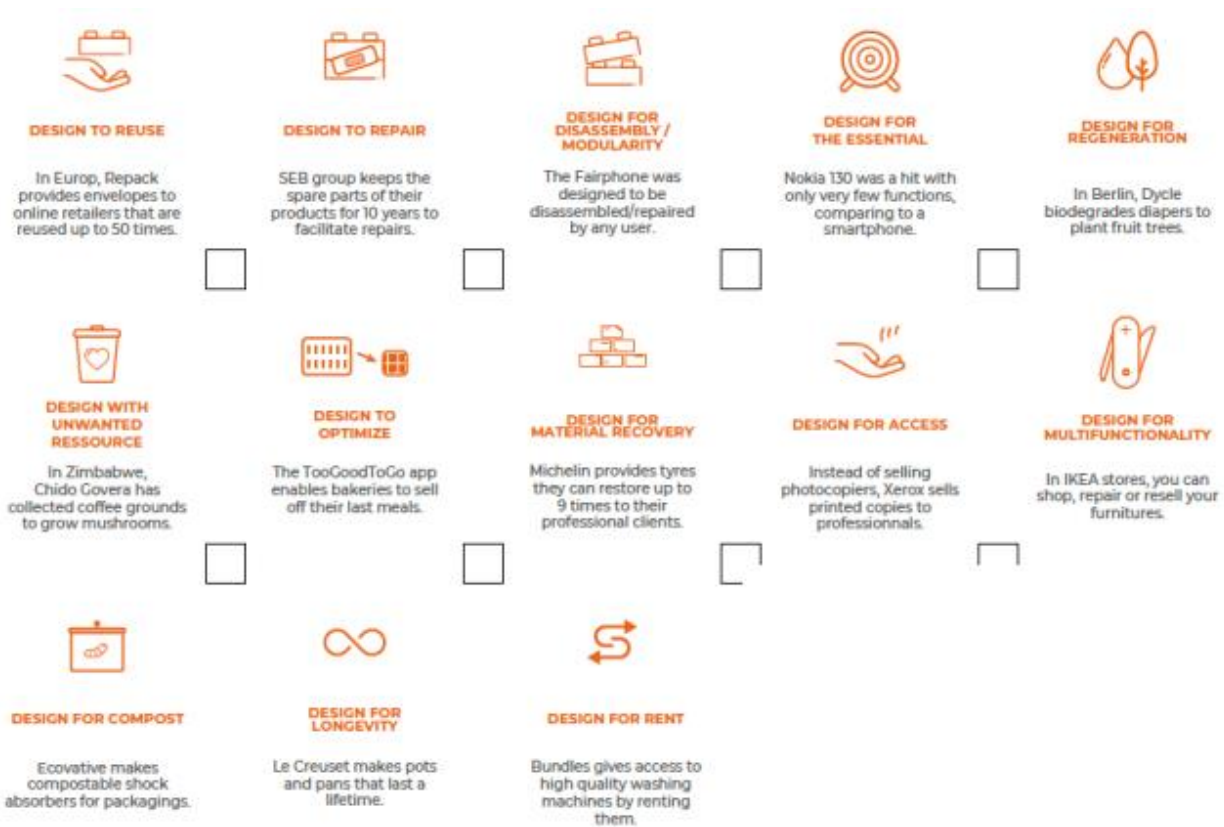 DESIGN TO REUSE
In Europ, Repack
provides envelopes to
online retailers that are
reused up to 50 times.
DESIGN TO REPAIR
SEB group keeps the
spare parts of their
products for 10 years to
facilitate repairs.
DESIGN FOR
DISASSEMBLY /
MODULARITY
The Fairphone was
designed to be
disassembled/repaired
by any user.
DESIGN FOR
THE ESSENTIAL
Nokia 130 was a hit with
only very few functions,
comparing to a
smartphone.
DESIGN FOR
REGENERATION
In Berlin, Dycle
biodegrades diapers to
plant fruit trees.
DESIGN WITH
UNWANTED
RESSOURCE
In Zimbabwe,
Chido Govera has
collected coffee grounds
to grow mushrooms.
DESIGN TO
OPTIMIZE
The TooGoodToGo app
enables bakeries to sell
off their last meals.
DESIGN FOR
MATERIAL RECOVERY
Michelin provides tyres
they can restore up to
9 times to their
professional clients.
DESIGN FOR ACCESS
Instead of selling
photocopiers, Xerox sells
printed copies to
professionnals.
DESIGN FOR
MULTIFUNCTIONALITY
In IKEA stores, you can
shop, repair or resell your
furnitures.
DESIGN FOR COMPOST
Ecovative makes
compostable shock
absorbers for packagings.
DESIGN FOR
LONGEVITY
Le Creuset makes pots
and pans that last a
lifetime.
DESIGN FOR RENT
Bundles gives access to
high quality washing
machines by renting
them.